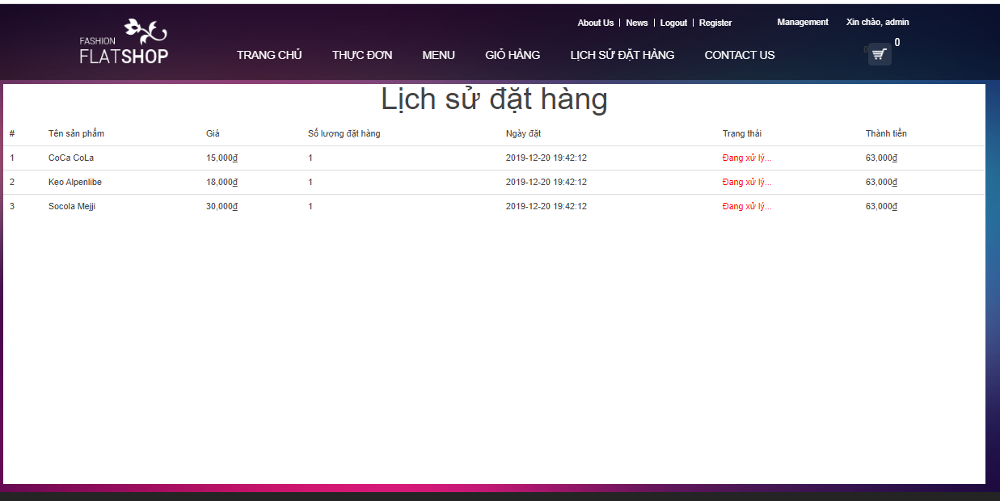 About Us | News | Logout | Register Management Xin chào, admin
FASHION
FLATSHOP
TRANG CHỦ THỰC ĐƠN MENU GIỎ HÀNG LỊCH SỬ ĐẶT HÀNG CONTACT US 0 0
Lịch sử đặt hàng
# Tên sản phẩm Giá Số lượng đặt hàng Ngày đặt Trạng thái Thành tiền
1 CoCa CoLa 15,000₫ 1 2019-12-20 19:42:12 Đang xử lý... 63,000₫
2 Kẹo Alpenlibe 18,000₫ 1 2019-12-20 19:42:12 Đang xử lý... 63,000₫
3 Socola Mejji 30,000₫ 1 2019-12-20 19:42:12 Đang xử lý... 63,000₫